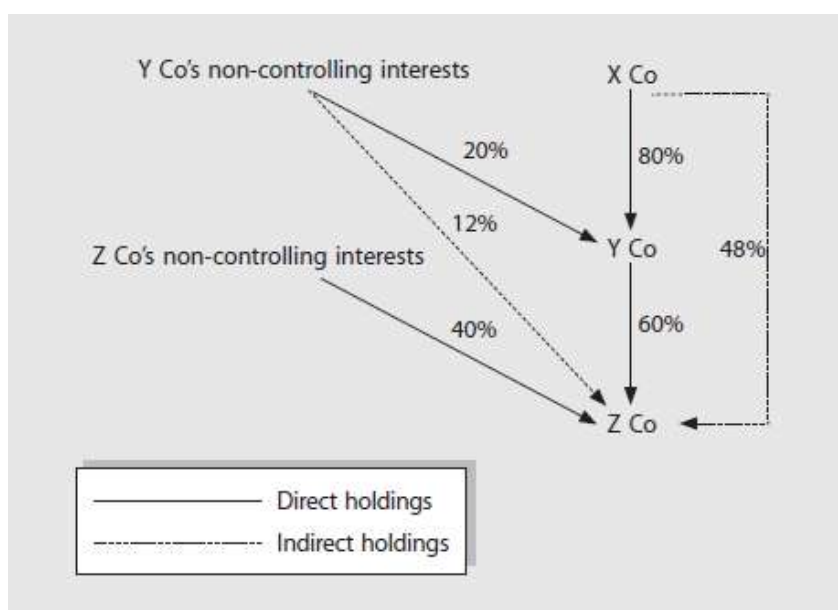 Y Co's non-controlling interests
X Co
20%
80%
12%
Z Co's non-controlling interests
Y Co
48%
40%
60%
Z Co
Direct holdings
Indirect holdings